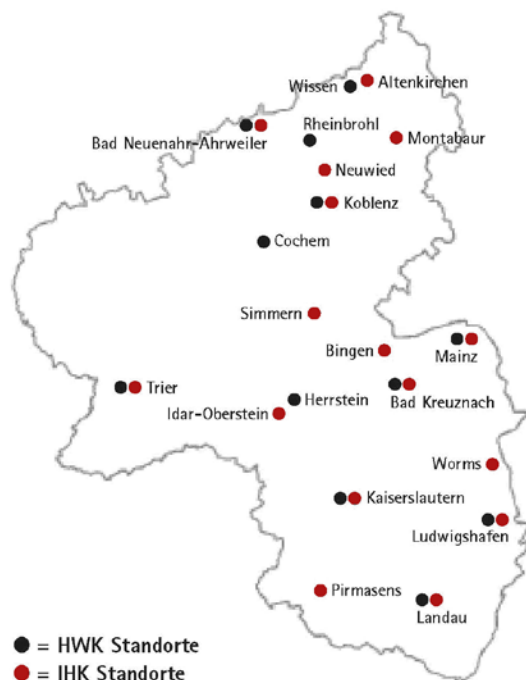 Wissen
Altenkirchen
Rheinbrohl
Bad Neuenahr-Ahrweiler
Montabaur
Neuwied
Koblenz
Cochem
Simmern
Bingen
Mainz
Trier
Herrstein
Bad Kreuznach
Idar-Oberstein
Worms
Kaiserslautern
Ludwigshafen
Pirmasens
Landau
= HWK Standorte
= IHK Standorte